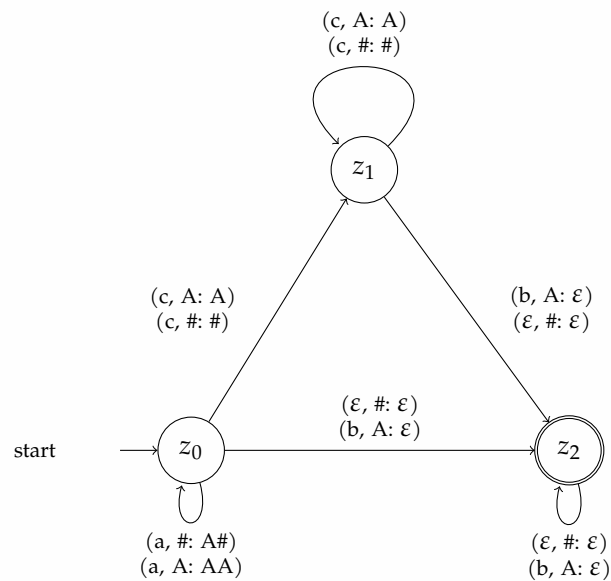 (c, A: A)
(c, #: #)
z₁
(c, A: A)
(c, #: #)
(b, A: ε)
(ε, #: ε)
(ε, #: ε)
(b, A: ε)
start
z₀
z₂
(a, #: A#)
(a, A: AA)
(ε, #: ε)
(b, A: ε)